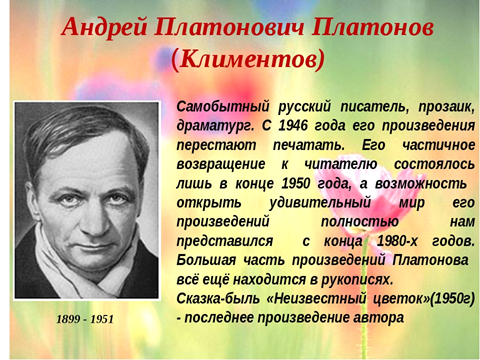 Андрей Платонович Платонов
(Климентов)
Самобытный русский писатель, прозаик,
драматург. С 1946 года его произведения
перестают печатать. Его частичное
возвращение к читателю состоялось
лишь в конце 1950 года, а возможность
открыть удивительный мир его
произведений полностью нам
представился с конца 1980-х годов.
Большая часть произведений Платонова
всё ещё находится в рукописях.
Сказка-быль «Неизвестный цветок»(1950г)
- последнее произведение автора
1899 - 1951